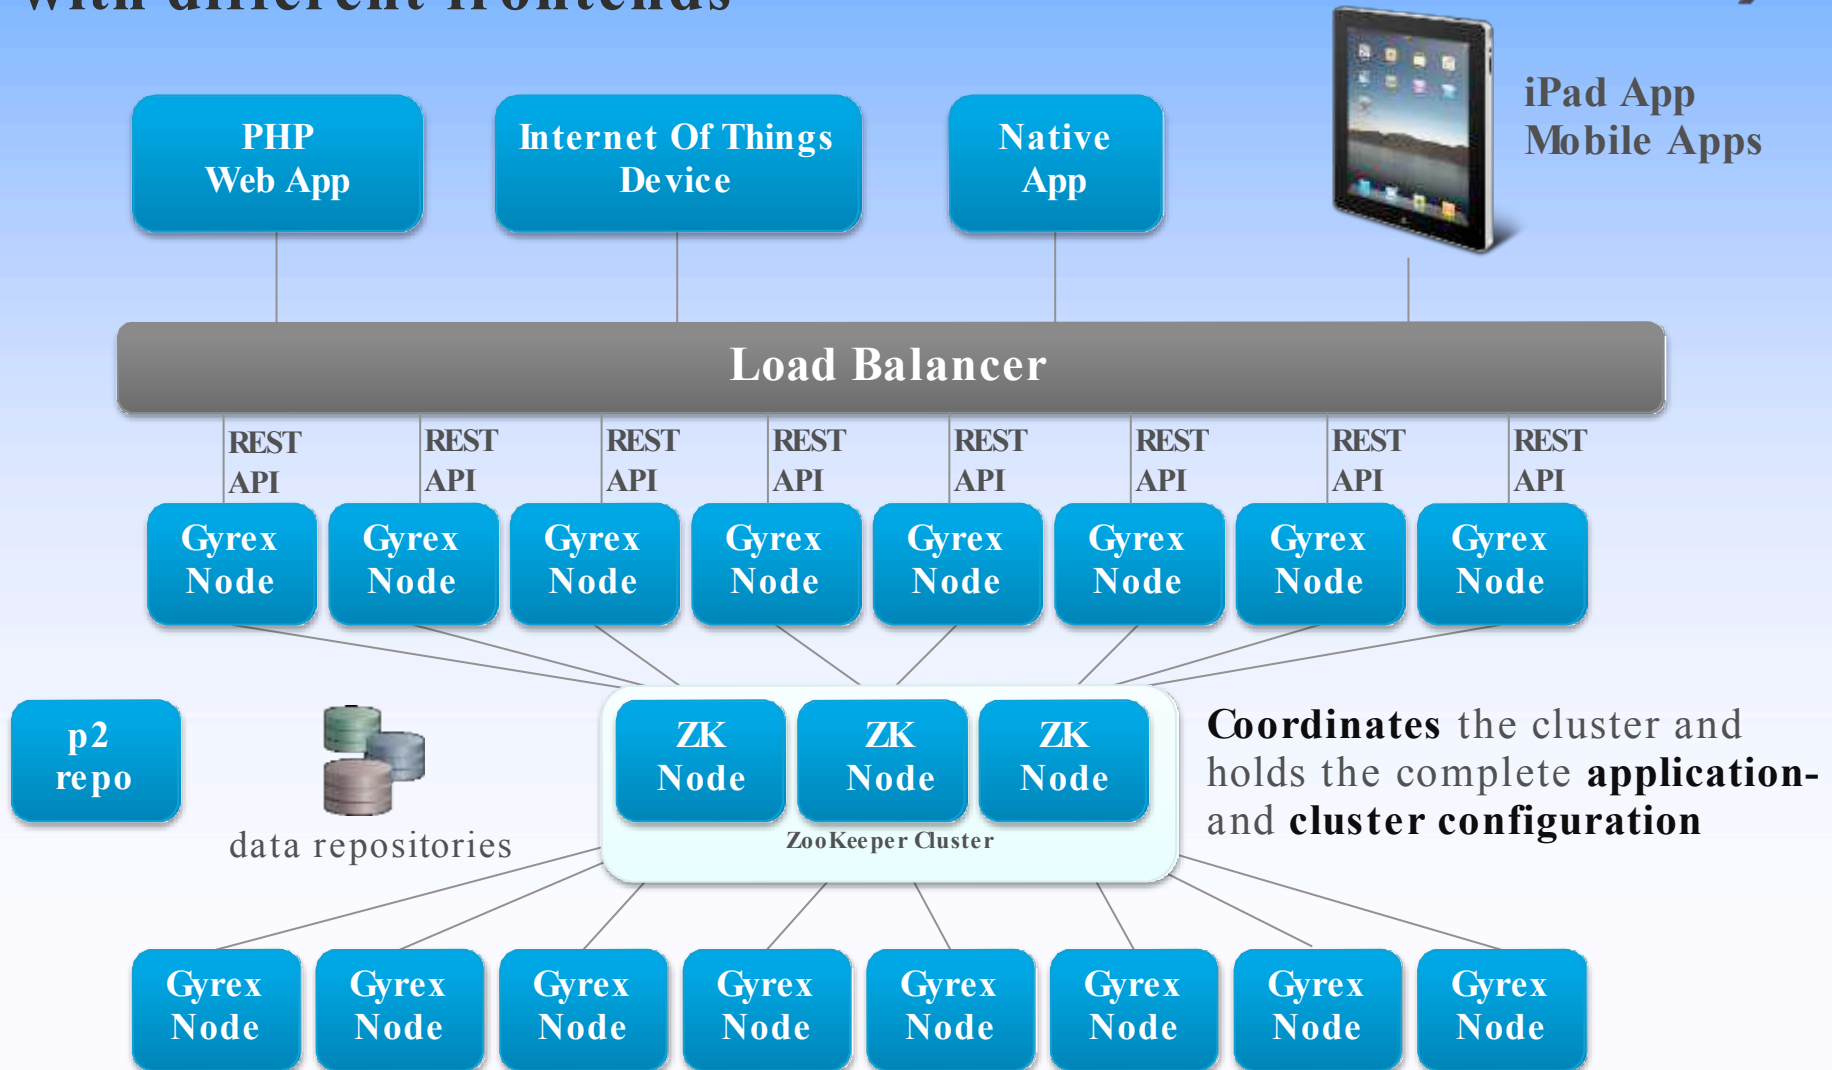 with different frontends
PHP
Web App
Internet Of Things
Device
Native
App
iPad App
Mobile Apps
Load Balancer
REST
API
REST
API
REST
API
REST
API
REST
API
REST
API
REST
API
REST
API
Gyrex
Node
Gyrex
Node
Gyrex
Node
Gyrex
Node
Gyrex
Node
Gyrex
Node
Gyrex
Node
Gyrex
Node
p2
repo
data repositories
ZK
Node
ZK
Node
ZK
Node
ZooKeeper Cluster
Coordinates the cluster and
holds the complete application-
and cluster configuration
Gyrex
Node
Gyrex
Node
Gyrex
Node
Gyrex
Node
Gyrex
Node
Gyrex
Node
Gyrex
Node
Gyrex
Node